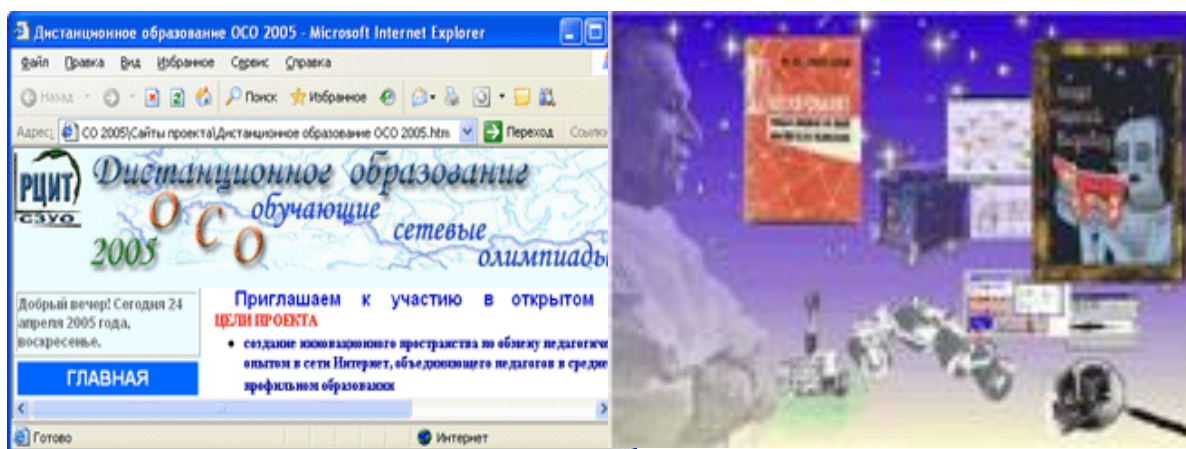 Дистанционное образование ОСО 2005 - Microsoft Internet Explorer
Файл Правка Вид Избранное Сервис Справка
Назад Поиск Избранное
Адрес: СО 2005\Сайты проекта\Дистанционное образование ОСО 2005.htm Переход Ссылки
РЦИТ
СЗУО
Дистанционное образование
ОСО
обучающие
сетевые
олимпиады
2005
Добрый вечер! Сегодня 24
апреля 2005 года,
воскресенье.
ГЛАВНАЯ
Приглашаем к участию в открытом
ЦЕЛИ ПРОЕКТА
• создание инновационного пространства по обмену педагогиче
опытом в сети Интернет, объединяющего педагогов в средне
профильном образовании
Готово
Интернет